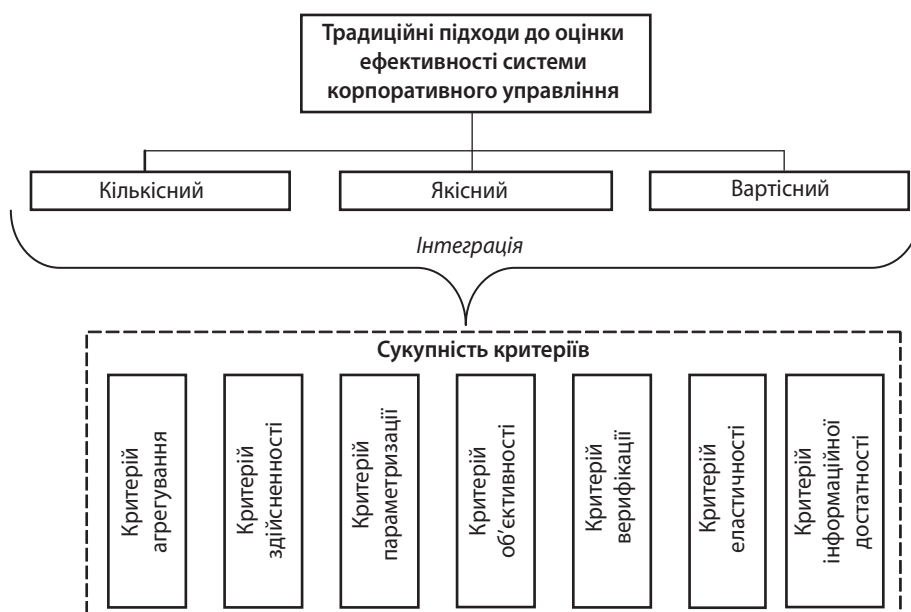 Традиційні підходи до оцінки
ефективності системи
корпоративного управління
Кількісний
Якісний
Вартісний
Інтеграція
Сукупність критеріїв
Критерій
агрегування
Критерій
здійсненності
Критерій
параметризації
Критерій
об'єктивності
Критерій
верифікації
Критерій
еластичності
Критерій
інформаційної
достатності